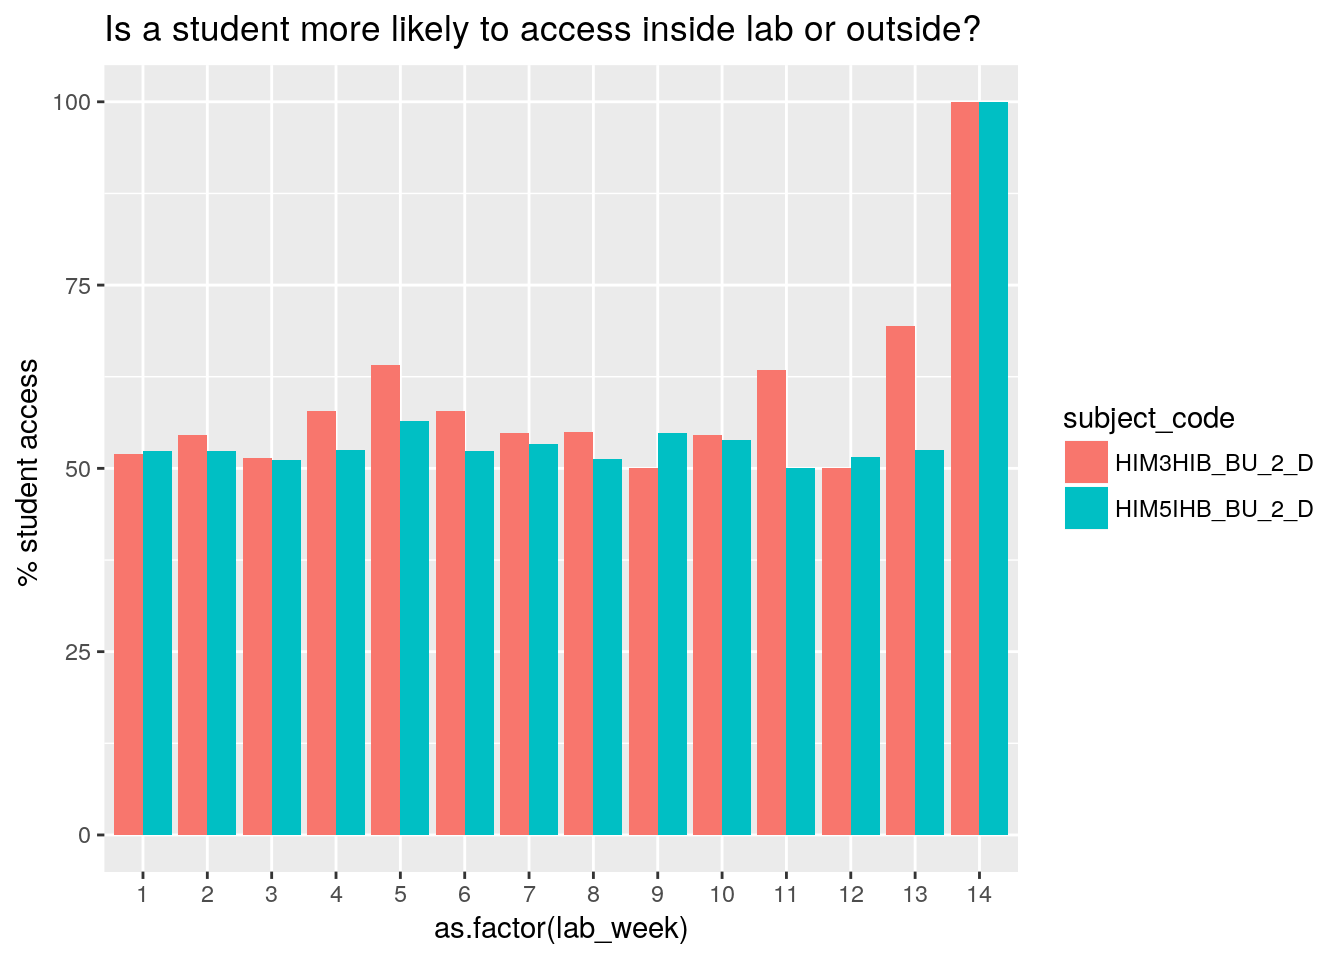 Is a student more likely to access inside lab or outside?
% student access
100
75
50
25
0
1 2 3 4 5 6 7 8 9 10 11 12 13 14
as.factor(lab_week)
subject_code
HIM3HIB_BU_2_D
HIM5IHB_BU_2_D